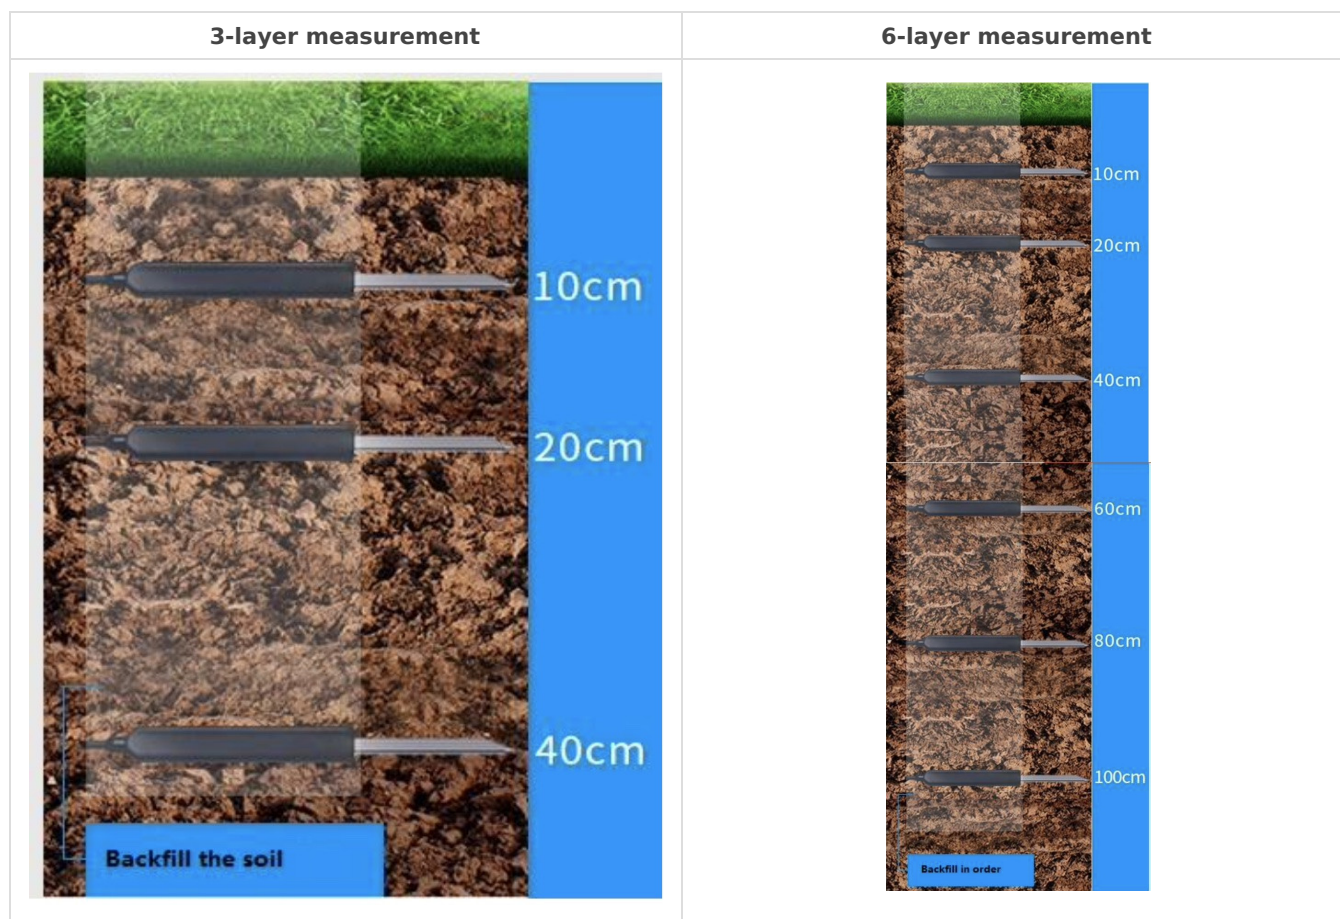 3-layer measurement
6-layer measurement
10cm
20cm
40cm
Backfill the soil
10cm
20cm
40cm
60cm
80cm
100cm
Backfill in order